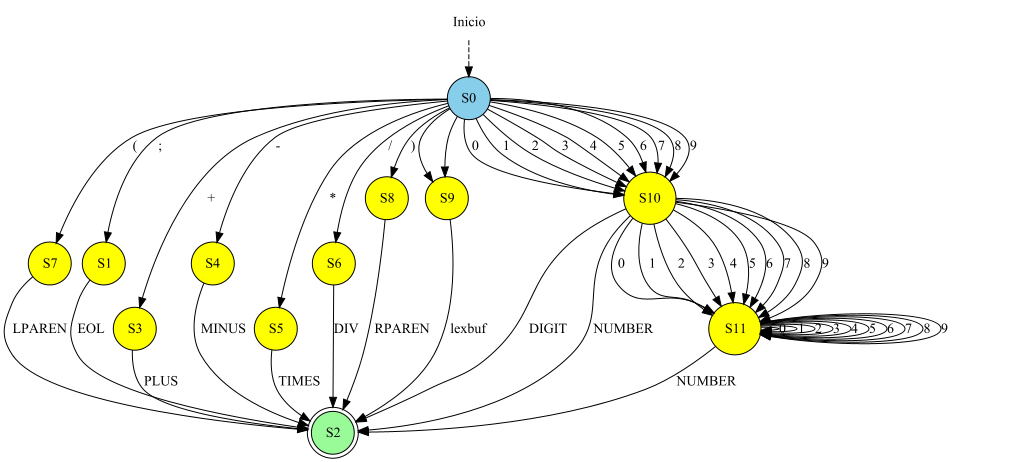 Inicio
S0
( ; - / ) 0 1 2 3 4 5 6 7 8 9
+ * S8 S9 S10
S7 S1 S4 S6 0 1 2 3 4 5 6 7 8 9
LPAREN EOL S3 MINUS S5 DIV RPAREN lexbuf DIGIT NUMBER S11 0 1 2 3 4 5 6 7 8 9
PLUS TIMES NUMBER
S2